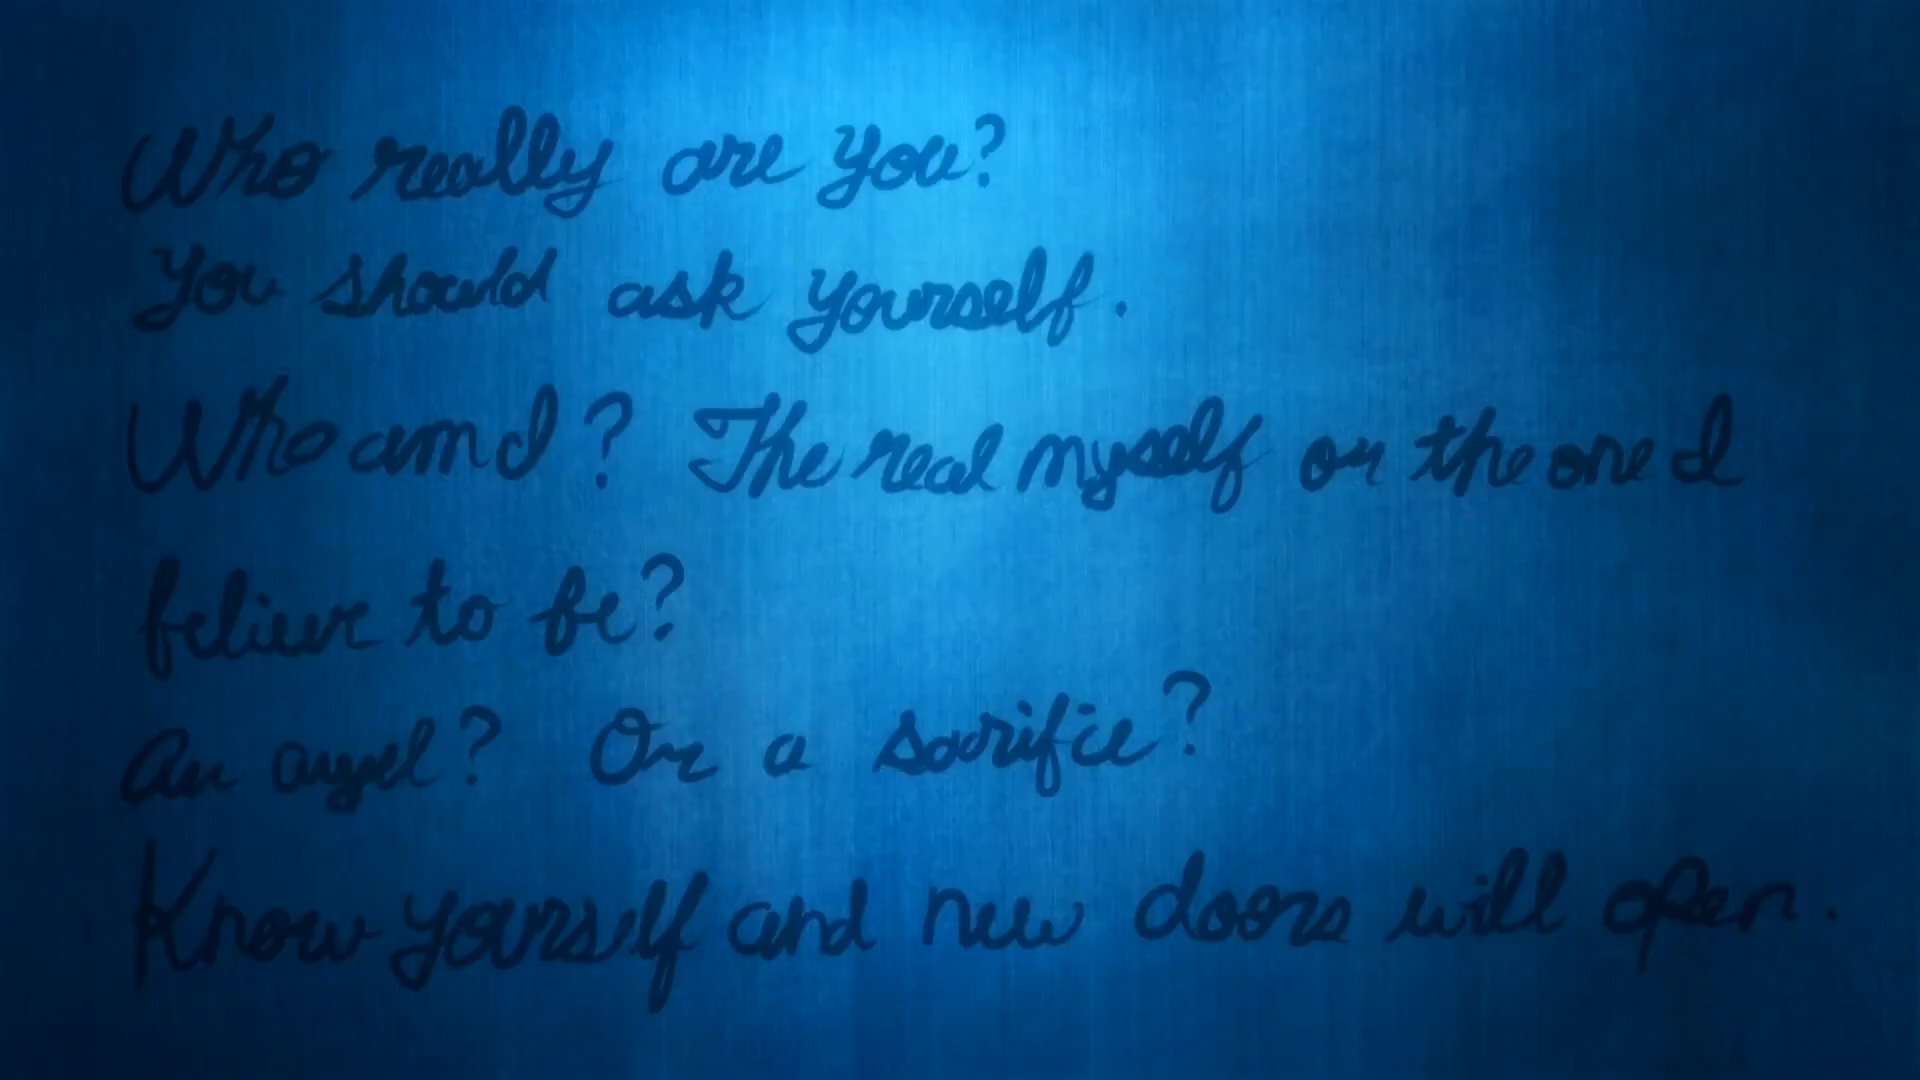 Who really are you?
You should ask yourself.
Who am I? The real myself or the one I
believe to be?
An angel? Or a sacrifice?
Know yourself and new doors will open.